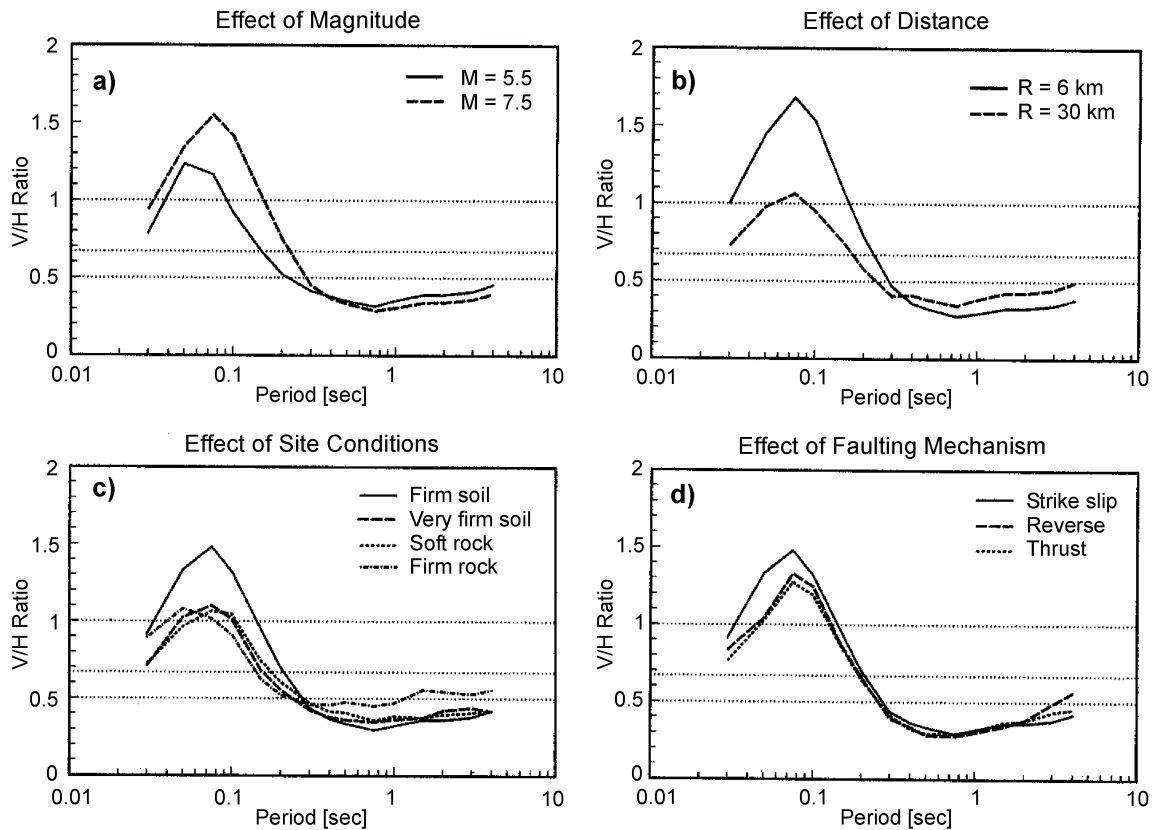 Effect of Magnitude
2
1.5
1
0.5
0
V/H Ratio
a)
M = 5.5
M = 7.5
0.01
0.1
1
10
Period [sec]
Effect of Distance
2
1.5
1
0.5
0
V/H Ratio
b)
R = 6 km
R = 30 km
0.01
0.1
1
10
Period [sec]
Effect of Site Conditions
2
1.5
1
0.5
0
V/H Ratio
c)
Firm soil
Very firm soil
Soft rock
Firm rock
0.01
0.1
1
10
Period [sec]
Effect of Faulting Mechanism
2
1.5
1
0.5
0
V/H Ratio
d)
Strike slip
Reverse
Thrust
0.01
0.1
1
10
Period [sec]